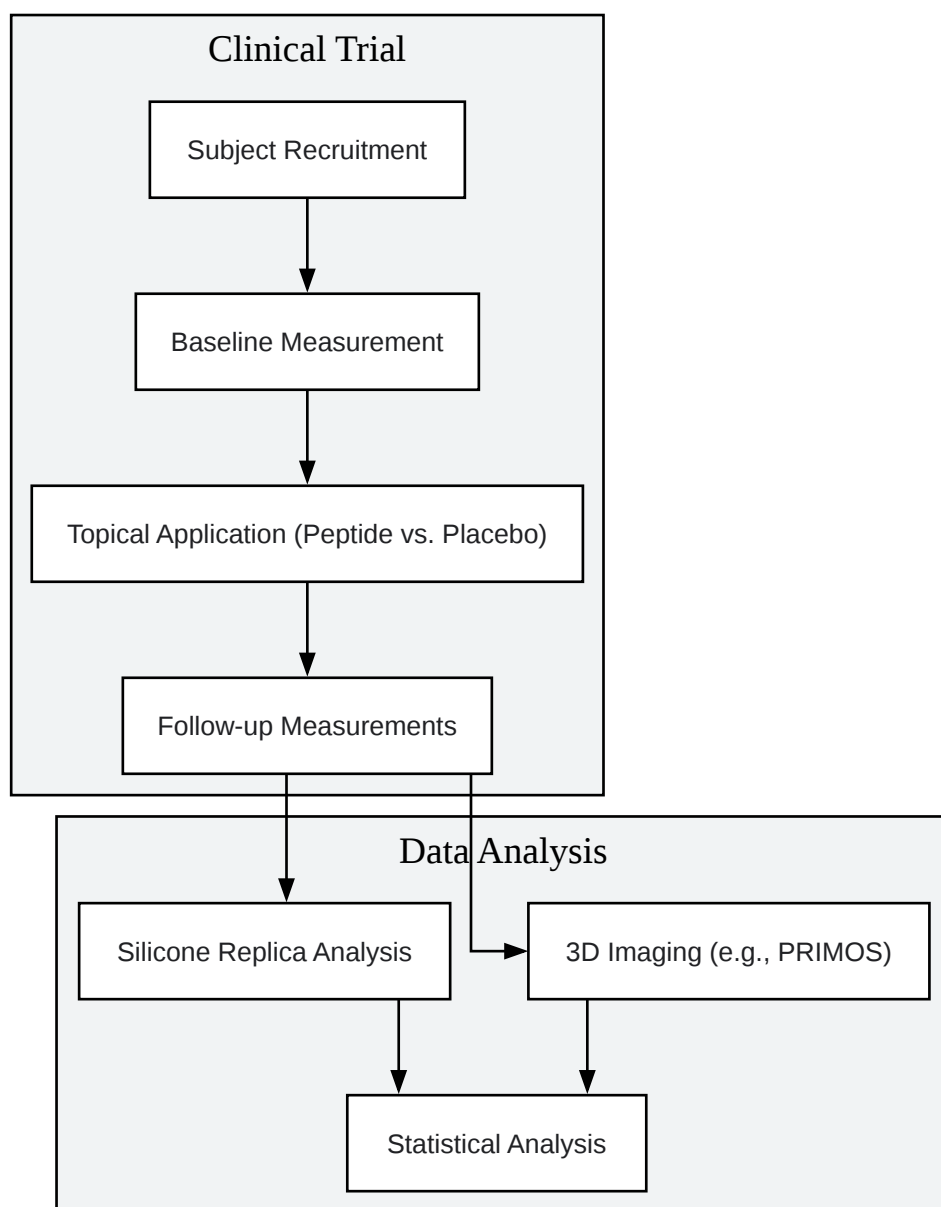 Clinical Trial
Subject Recruitment
Baseline Measurement
Topical Application (Peptide vs. Placebo)
Follow-up Measurements
Data Analysis
Silicone Replica Analysis
3D Imaging (e.g., PRIMOS)
Statistical Analysis